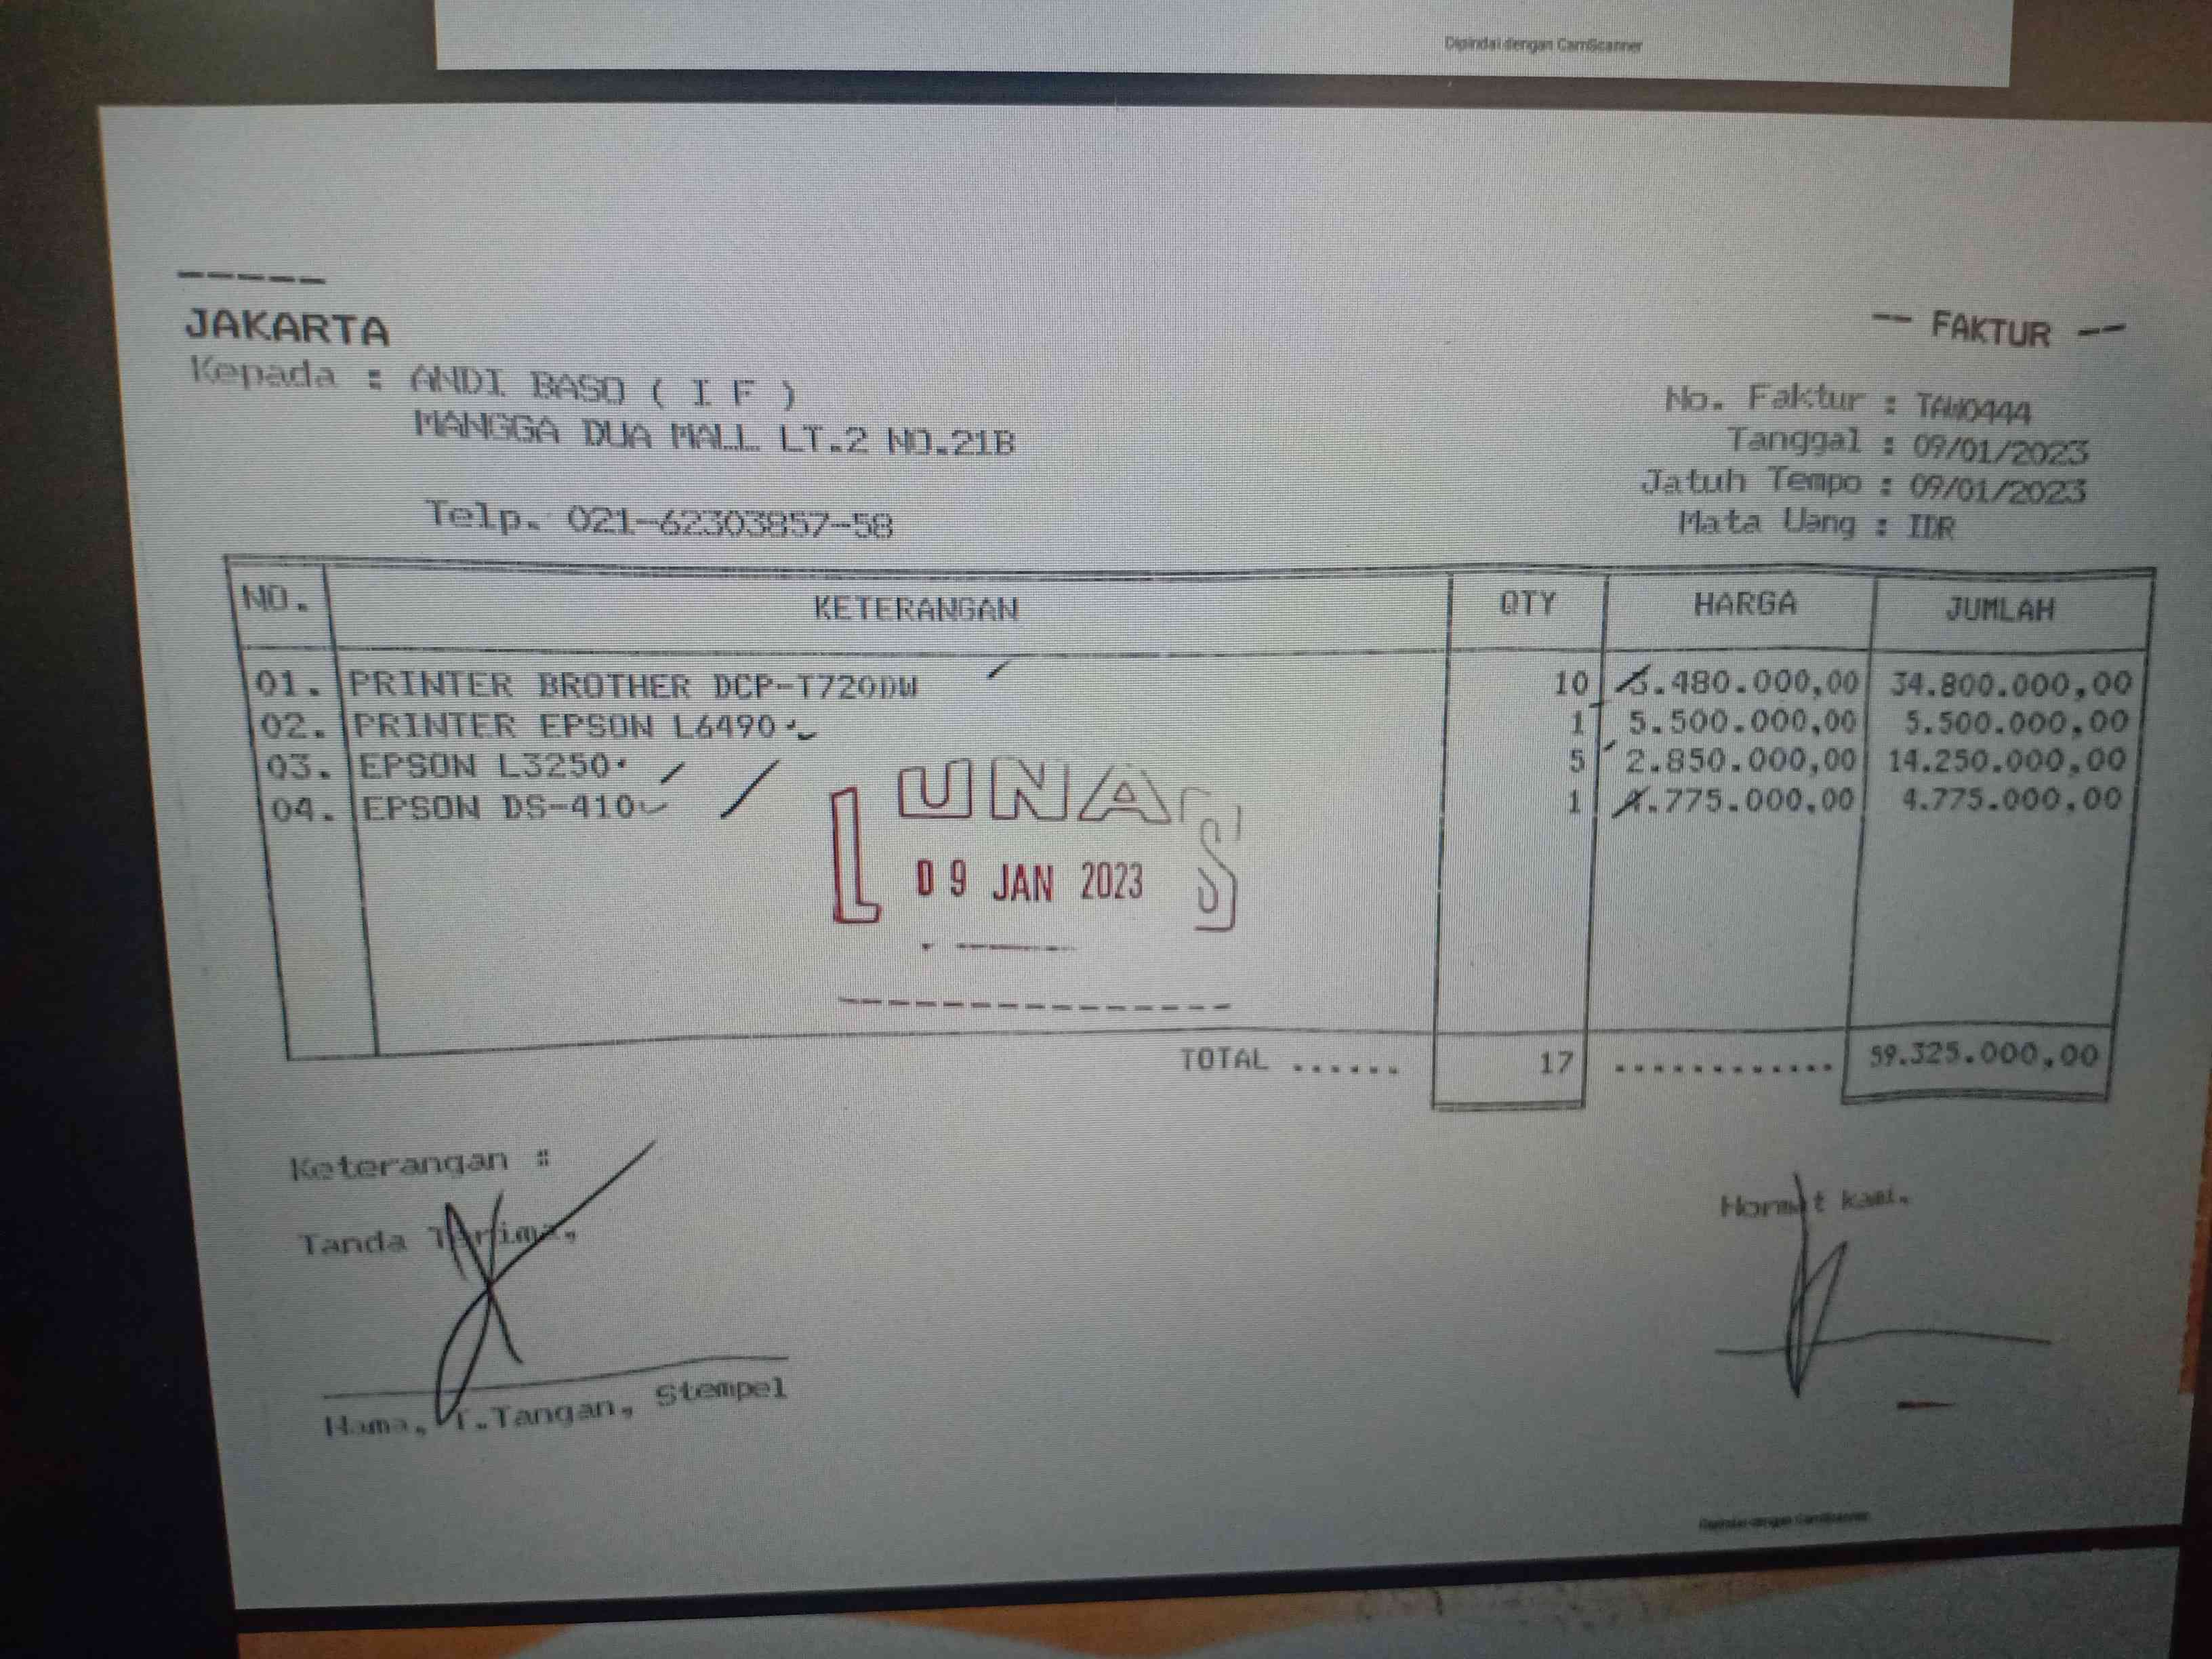 Dipindai dengan CamScanner
-----
JAKARTA
-- FAKTUR --
Kepada : ANDI BASO ( I F )
MANGGA DUA MALL LT.2 NO.21B
Telp. 021-62303857-58
No. Faktur :
Tanggal : 09/01/2023
Jatuh Tempo : 09/01/2023
Mata Uang : IDR
NO. KETERANGAN QTY HARGA JUMLAH
01. PRINTER BROTHER DCP-T720DW 10 3.480.000,00 34.800.000,00
02. PRINTER EPSON L6490 1 5.500.000,00 5.500.000,00
03. EPSON L3250 5 2.850.000,00 14.250.000,00
04. EPSON DS-410 1 4.775.000,00 4.775.000,00
LUNAS
09 JAN 2023
TOTAL ...... 17 ............ 59.325.000,00
Keterangan :
Tanda Terima,
Hormat kami.
Nama, T.Tangan, Stempel
Dipindai dengan CamScanner